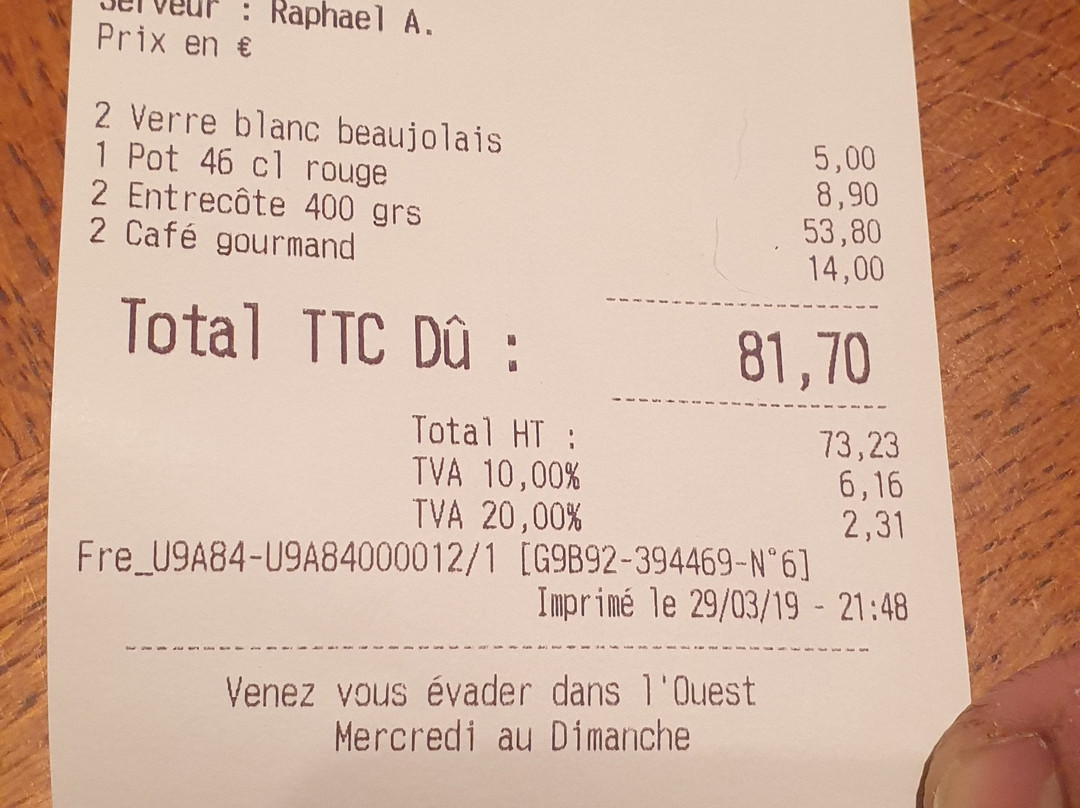 Serveur : Raphael A.
Prix en €
2 Verre blanc beaujolais 5,00
1 Pot 46 cl rouge 8,90
2 Entrecôte 400 grs 53,80
2 Café gourmand 14,00
Total TTC Dû : 81,70
Total HT : 73,23
TVA 10,00% 6,16
TVA 20,00% 2,31
Fre_U9A84-U9A84000012/1 [G9B92-394469-N°6]
Imprimé le 29/03/19 - 21:48
Venez vous évader dans l'Ouest
Mercredi au Dimanche